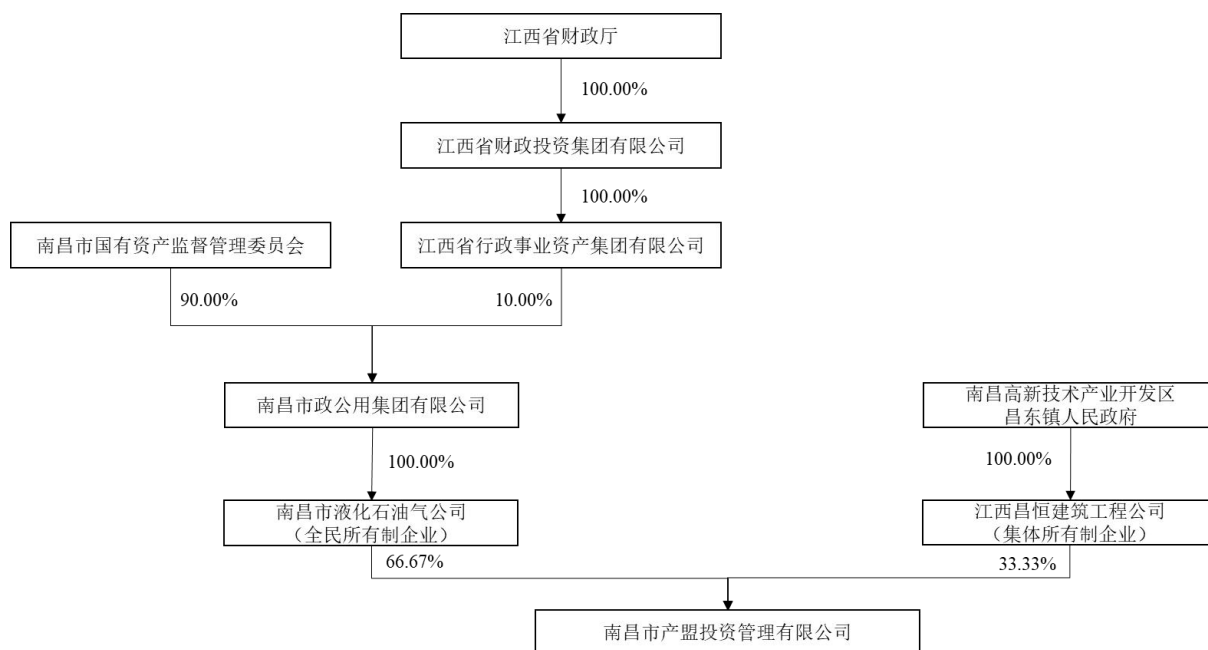 江西省财政厅
100.00%
江西省财政投资集团有限公司
100.00%
南昌市国有资产监督管理委员会
江西省行政事业资产集团有限公司
90.00%
10.00%
南昌市政公用集团有限公司
南昌高新技术产业开发区
昌东镇人民政府
100.00%
100.00%
南昌市液化石油气公司
（全民所有制企业）
江西昌恒建筑工程公司
（集体所有制企业）
66.67%
33.33%
南昌市产盟投资管理有限公司